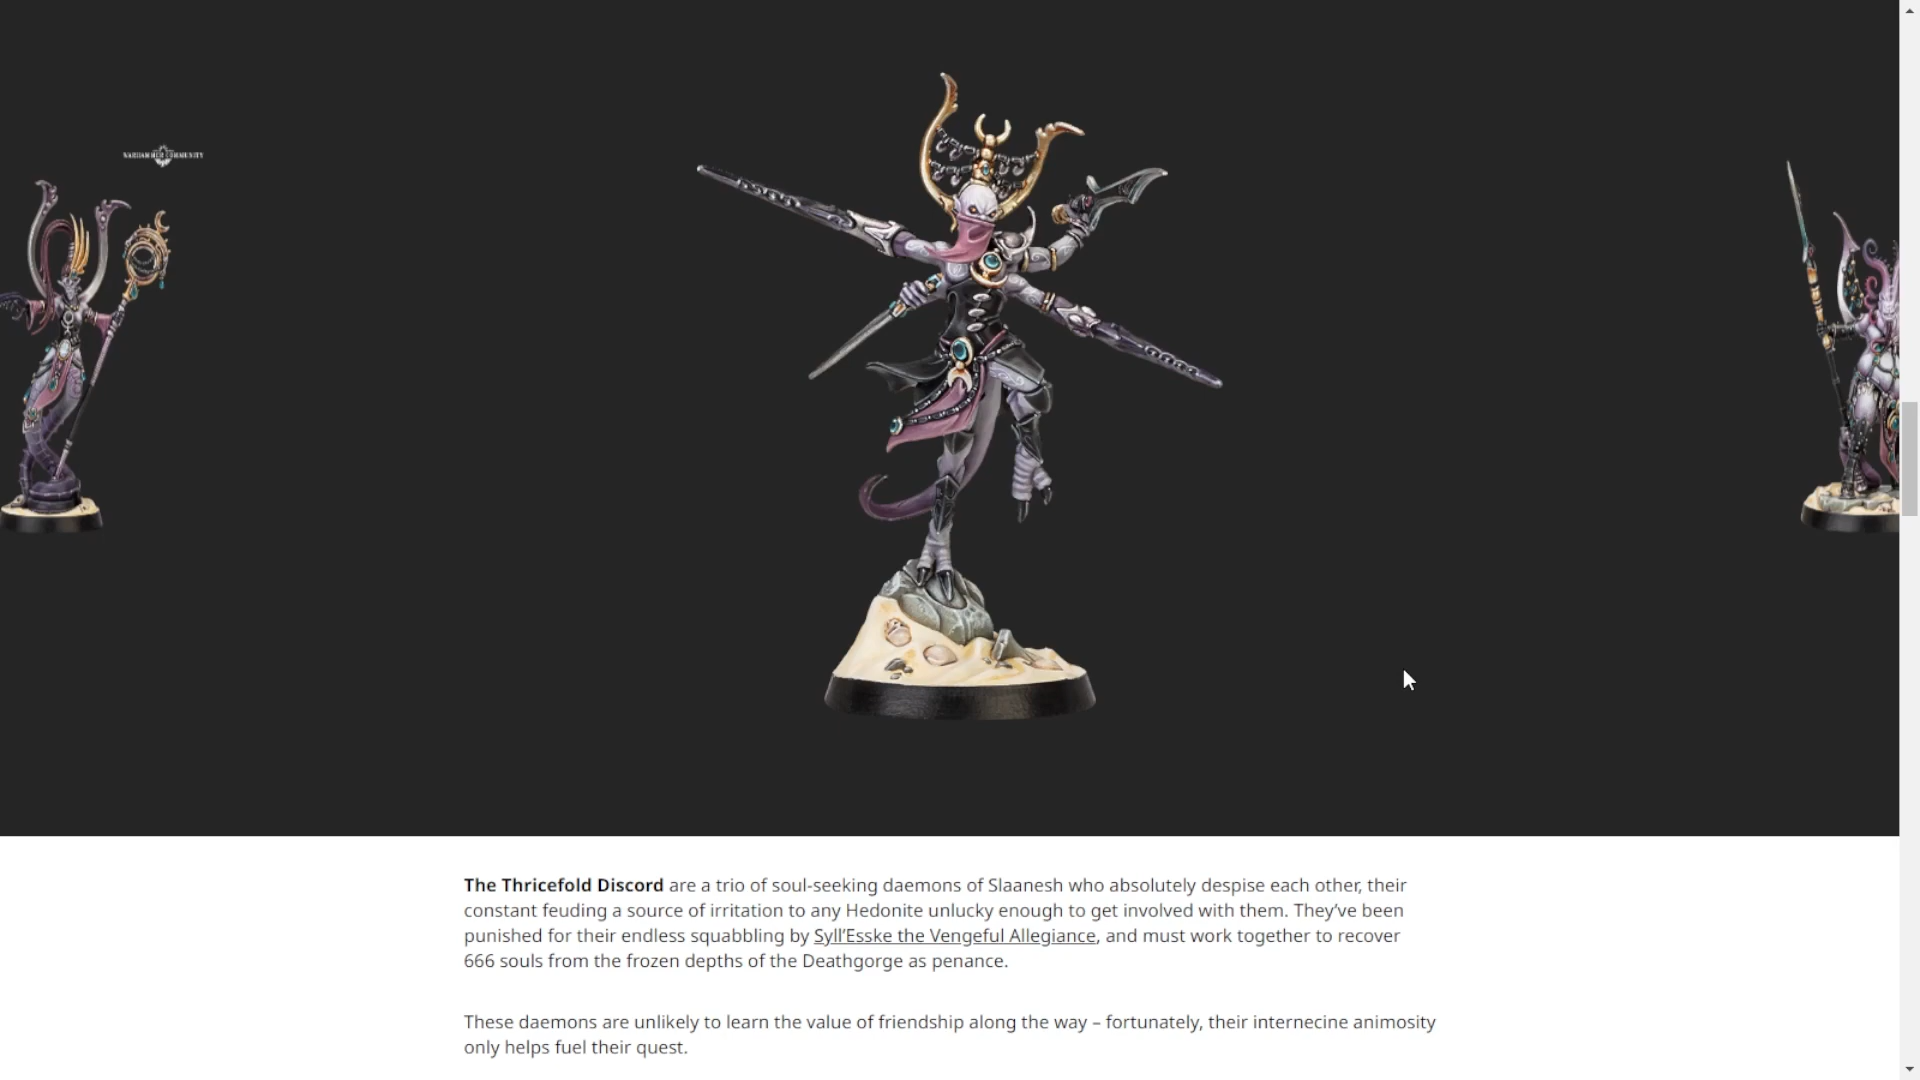 WARHAMMER COMMUNITY
The Thricefold Discord are a trio of soul-seeking daemons of Slaanesh who absolutely despise each other, their
constant feuding a source of irritation to any Hedonite unlucky enough to get involved with them. They’ve been
punished for their endless squabbling by Syll’Esske the Vengeful Allegiance, and must work together to recover
666 souls from the frozen depths of the Deathgorge as penance.
These daemons are unlikely to learn the value of friendship along the way – fortunately, their internecine animosity
only helps fuel their quest.